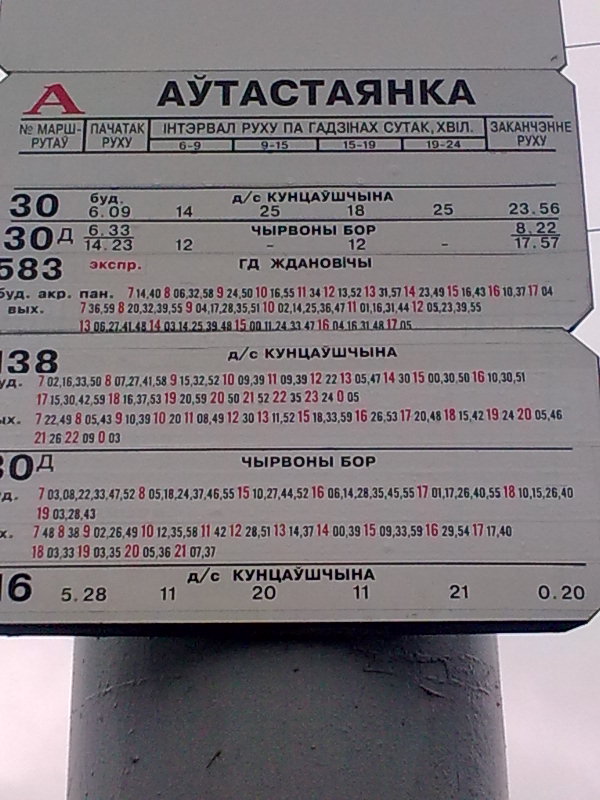 А АЎТАСТАЯНКА
№ МАРШ-РУТАЎ ПАЧАТАК РУХУ ІНТЭРВАЛ РУХУ ПА ГАДЗІНАХ СУТАК, ХВІЛ. ЗАКАНЧЭННЕ РУХУ
6-9 9-15 15-19 19-24
буд. д/с КУНЦАЎШЧЫНА
30 6.09 14 25 18 25 23.56
30Д 6.33 ЧЫРВОНЫ БОР 8.22
14.23 12 – 12 – 17.57
583 экспр. ГД ЖДАНОВІЧЫ
буд. акр. пан. 7 14,40 8 06,32,58 9 24,50 10 16,55 11 34 12 13,52 13 31,57 14 23,49 15 16,43 16 10,37 17 04
вых. 7 36,59 8 20,32,39,55 9 04,17,28,35,51 10 02,14,25,36,47 11 01,16,31,44 12 05,23,39,55
13 06,27,41,48 14 03,14,25,39,48 15 00,11,24,33,47 16 04,16,31,48 17 05
138 д/с КУНЦАЎШЧЫНА
уд. 7 02,16,33,50 8 07,27,41,58 9 15,32,52 10 09,39 11 09,39 12 22 13 05,47 14 30 15 00,30,50 16 10,30,51
17 15,30,42,59 18 16,37,53 19 20,59 20 50 21 52 22 35 23 24 0 05
ых. 7 22,49 8 05,43 9 10,39 10 20 11 08,49 12 30 13 11,52 15 18,33,59 16 26,53 17 20,48 18 15,42 19 24 20 05,46
21 26 22 09 0 03
30Д ЧЫРВОНЫ БОР
д. 7 03,08,22,33,47,52 8 05,18,24,37,46,55 15 10,27,44,52 16 06,14,28,35,45,55 17 01,17,26,40,55 18 10,15,26,40
19 03,28,43
х. 7 48 8 38 9 02,26,49 10 12,35,58 11 42 12 28,51 13 14,37 14 00,39 15 09,33,59 16 29,54 17 17,40
18 03,33 19 03,35 20 05,36 21 07,37
д/с КУНЦАЎШЧЫНА
16 5.28 11 20 11 21 0.20